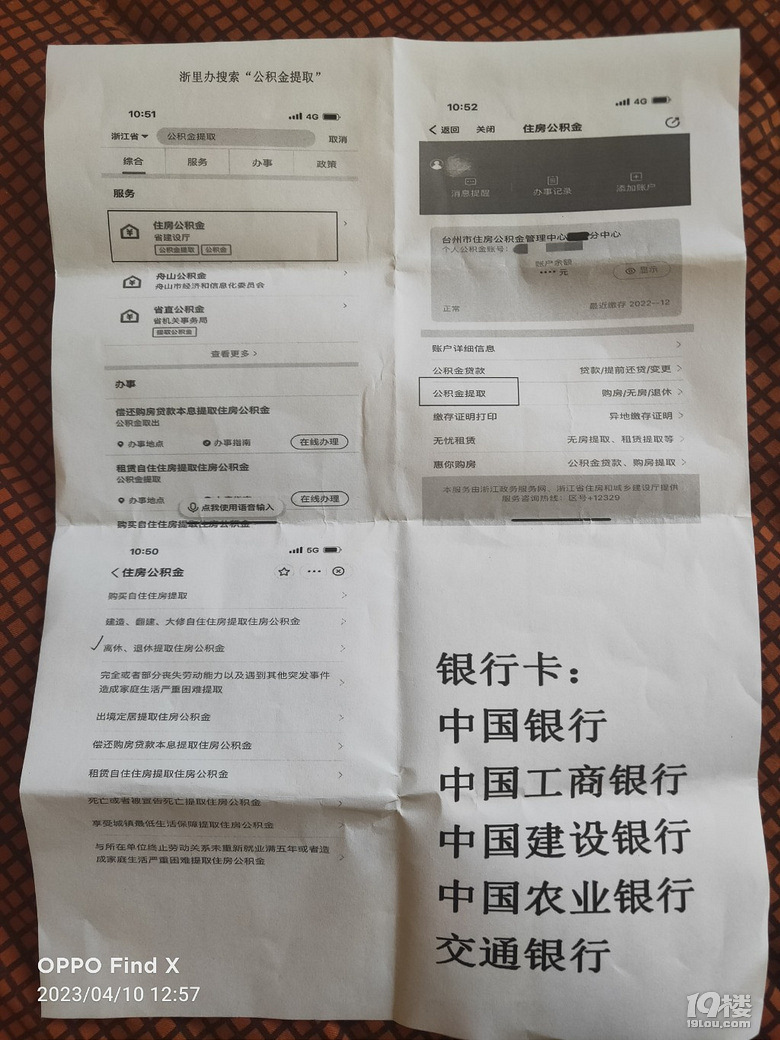 浙里办搜索“公积金提取”
10:51
4G
浙江省
公积金提取
取消
综合
服务
办事
政策
服务
住房公积金
省建设厅
公积金提取 公积金
舟山公积金
舟山市经济和信息化委员会
省直公积金
省机关事务局
提取公积金
查看更多 >
办事
偿还购房贷款本息提取住房公积金
公积金取出
办事地点
办事指南
在线办理
租赁自住住房提取住房公积金
公积金提取
办事地点
在线办理
点我使用语音输入
购买自住住房提取住房公积金
10:52
4G
返回 关闭 住房公积金
消息提醒
办事记录
添加账户
台州市住房公积金管理中心 分中心
个人公积金账号:
账户余额
**** 元
显示
正常
最近缴存 2022--12
账户详细信息
公积金贷款 贷款/提前还贷/变更
公积金提取 购房/无房/退休
缴存证明打印 异地缴存证明
无忧租赁 无房提取、租赁提取等
惠你购房 公积金贷款、购房提取
本服务由浙江政务服务网、浙江省住房和城乡建设厅提供
服务咨询热线：区号+12329
10:50
5G
住房公积金
购买自住住房提取
建造、翻建、大修自住住房提取住房公积金
离休、退休提取住房公积金
完全或者部分丧失劳动能力以及遇到其他突发事件
造成家庭生活严重困难提取
出境定居提取住房公积金
偿还购房贷款本息提取住房公积金
租赁自住住房提取住房公积金
死亡或者被宣告死亡提取住房公积金
享受城镇最低生活保障提取住房公积金
与所在单位终止劳动关系未重新就业满五年或者造
成家庭生活严重困难提取住房公积金
银行卡：
中国银行
中国工商银行
中国建设银行
中国农业银行
交通银行
OPPO Find X
2023/04/10 12:57
19楼
19lou.com